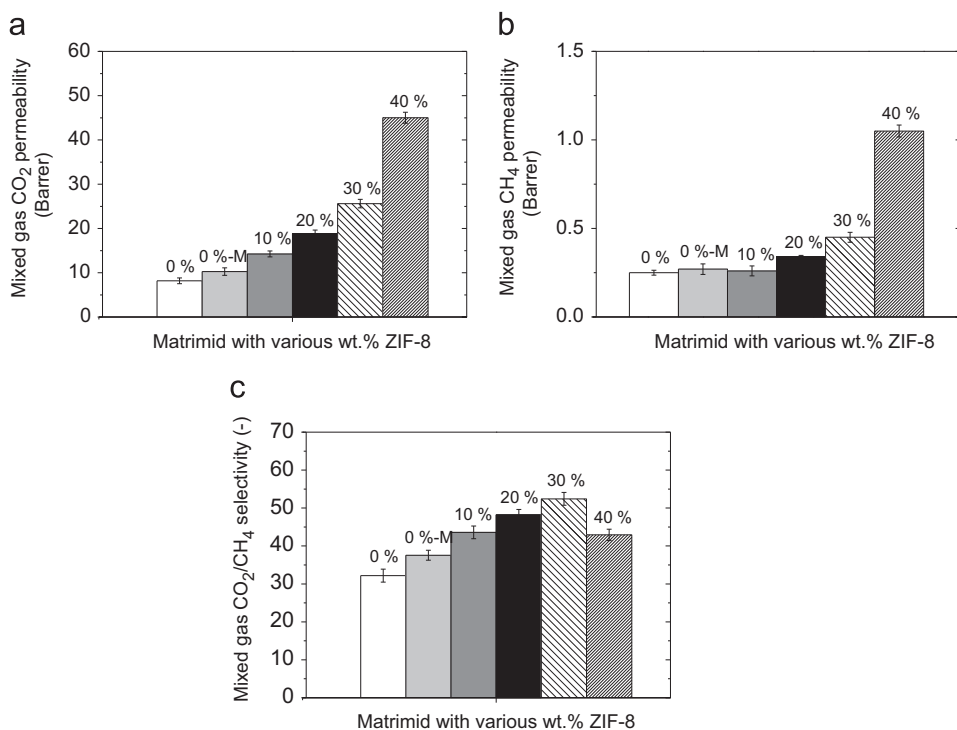 a
60
50
40
30
20
10
0
Mixed gas CO2 permeability
(Barrer)
0 %
0 %-M
10 %
20 %
30 %
40 %
Matrimid with various wt.% ZIF-8
b
1.5
1.0
0.5
0.0
Mixed gas CH4 permeability
(Barrer)
0 %
0 %-M
10 %
20 %
30 %
40 %
Matrimid with various wt.% ZIF-8
c
70
60
50
40
30
20
10
0
Mixed gas CO2/CH4 selectivity (-)
0 %
0 %-M
10 %
20 %
30 %
40 %
Matrimid with various wt.% ZIF-8